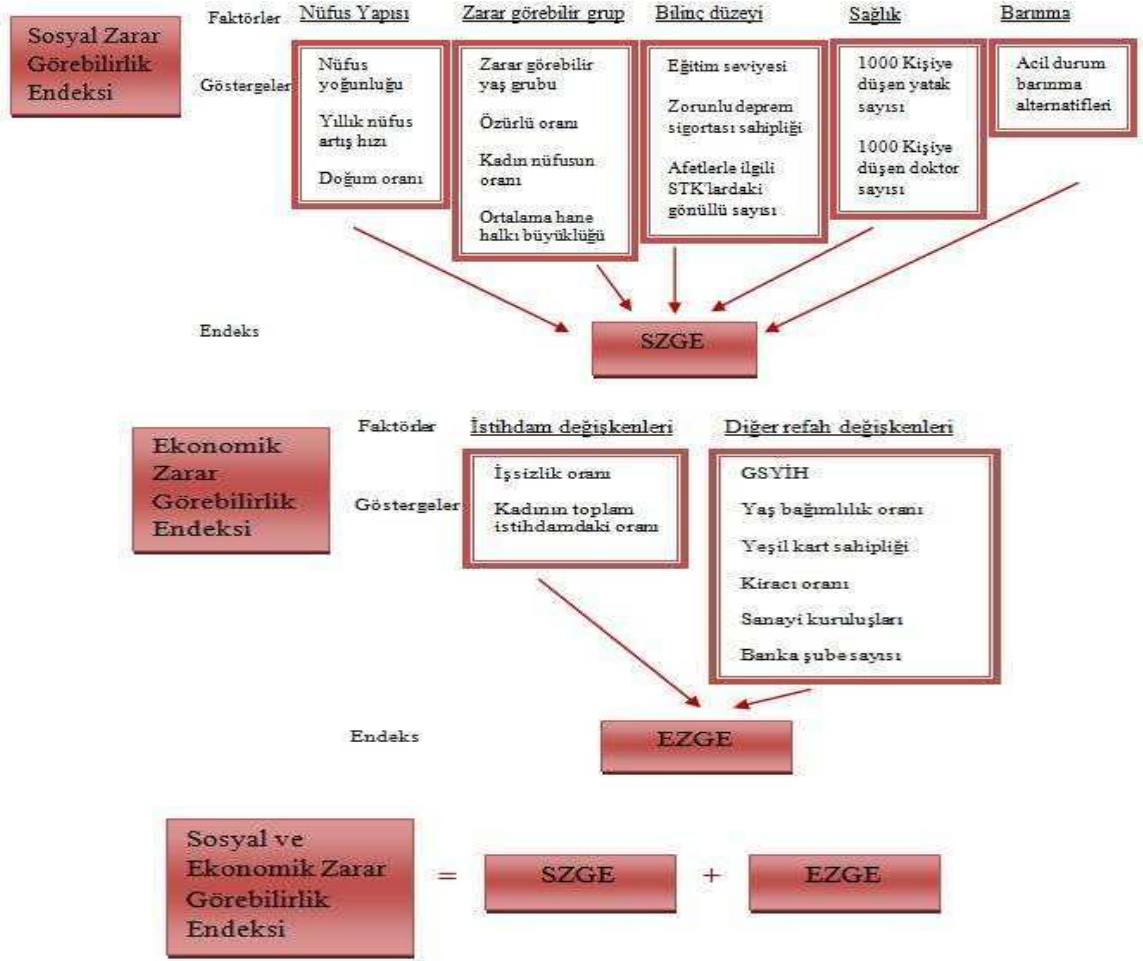 Sosyal Zarar
Görebilirlik
Endeksi
Faktörler
Nüfus Yapısı
Zarar görebilir grup
Bilinç düzeyi
Sağlık
Barınma
Göstergeler
Nüfus
yoğunluğu
Yıllık nüfus
artış hızı
Doğum oranı
Zarar görebilir
yaş grubu
Özürlü oranı
Kadın nüfusun
oranı
Ortalama hane
halkı büyüklüğü
Eğitim seviyesi
Zorunlu deprem
sigortası sahipliği
Afetlerle ilgili
STK'lardaki
gönüllü sayısı
1000 Kişiye
düşen yatak
sayısı
1000 Kişiye
düşen doktor
sayısı
Acil durum
barınma
alternatifleri
Endeks
SZGE
Ekonomik
Zarar
Görebilirlik
Endeksi
Faktörler
İstihdam değişkenleri
Diğer refah değişkenleri
Göstergeler
İşsizlik oranı
Kadının toplam
istihdamdaki oranı
GSYİH
Yaş bağımlılık oranı
Yeşil kart sahipliği
Kiracı oranı
Sanayi kuruluşları
Banka şube sayısı
Endeks
EZGE
Sosyal ve
Ekonomik Zarar
Görebilirlik
Endeksi
=
SZGE
+
EZGE